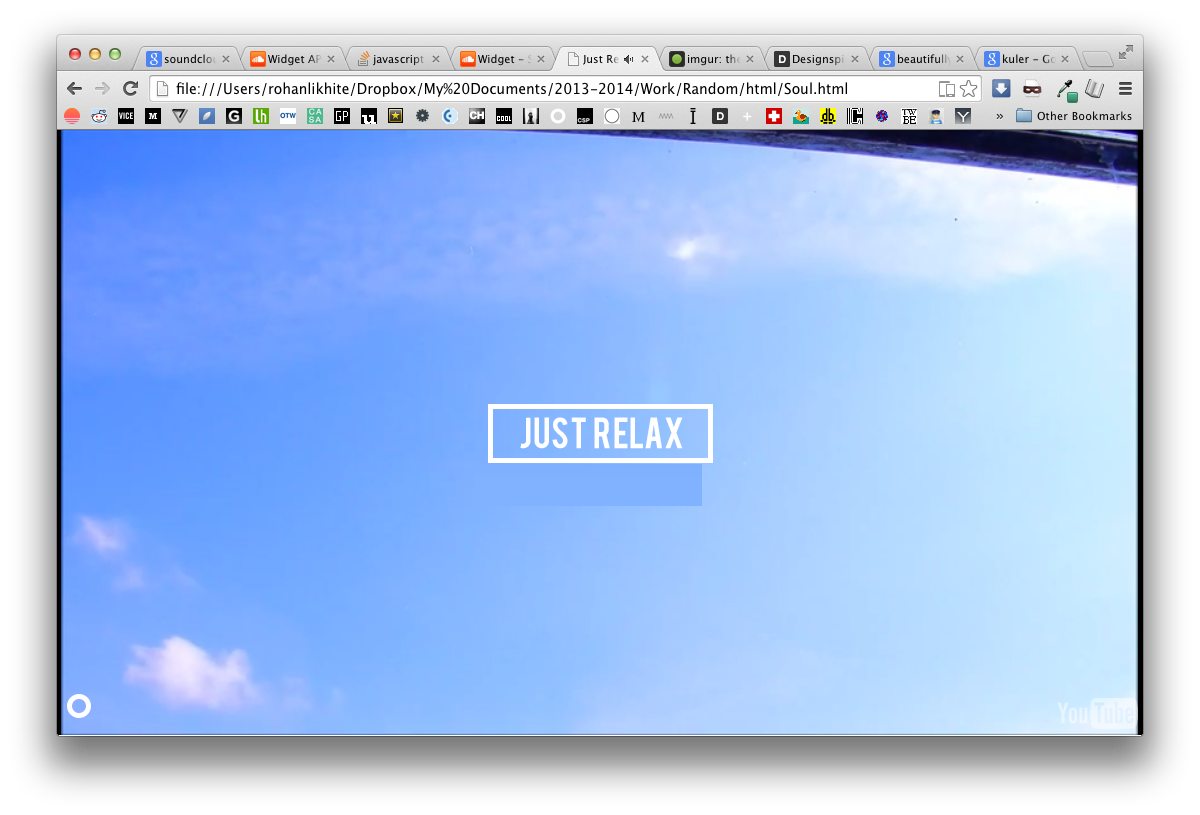 soundclou
Widget AP
javascript
Widget – S
Just Re
imgur: the
Designspi
beautifull
kuler – Go
file:///Users/rohanlikhite/Dropbox/My%20Documents/2013-2014/Work/Random/html/Soul.html
VICE M G lh OTW CASA GP CH COOL CSP M I D db Y » Other Bookmarks
JUST RELAX
YouTube